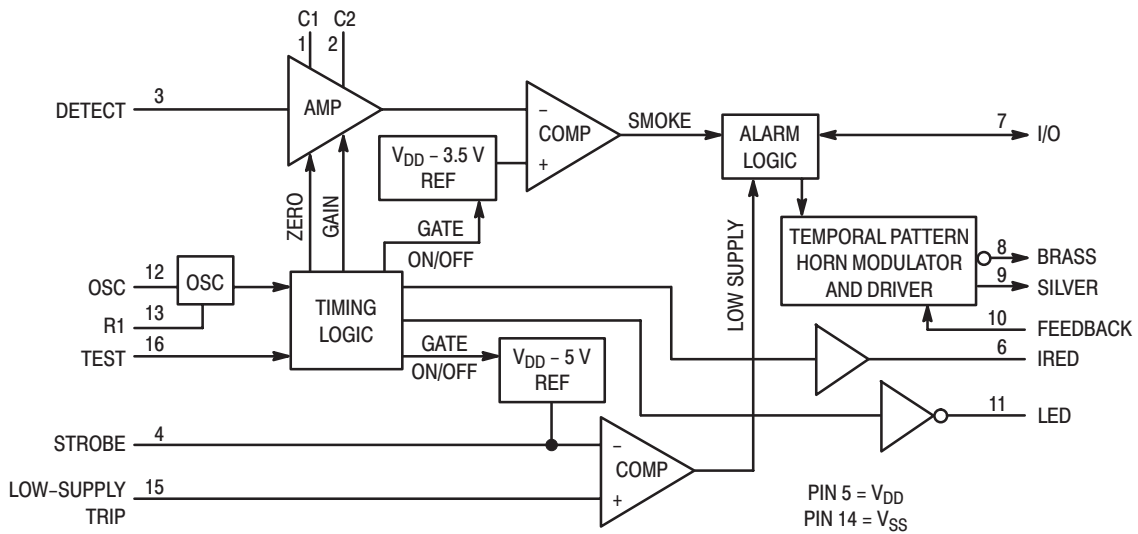 C1 C2
1 2
DETECT 3
AMP
–
COMP
+
SMOKE
ALARM
LOGIC
7 I/O
VDD – 3.5 V
REF
ZERO
GAIN
GATE
ON/OFF
LOW SUPPLY
TEMPORAL PATTERN
HORN MODULATOR
AND DRIVER
8 BRASS
9 SILVER
10 FEEDBACK
OSC 12
OSC
R1 13
TEST 16
TIMING
LOGIC
GATE
ON/OFF
VDD – 5 V
REF
6 IRED
11 LED
STROBE 4
–
COMP
+
LOW–SUPPLY 15
TRIP
PIN 5 = VDD
PIN 14 = VSS